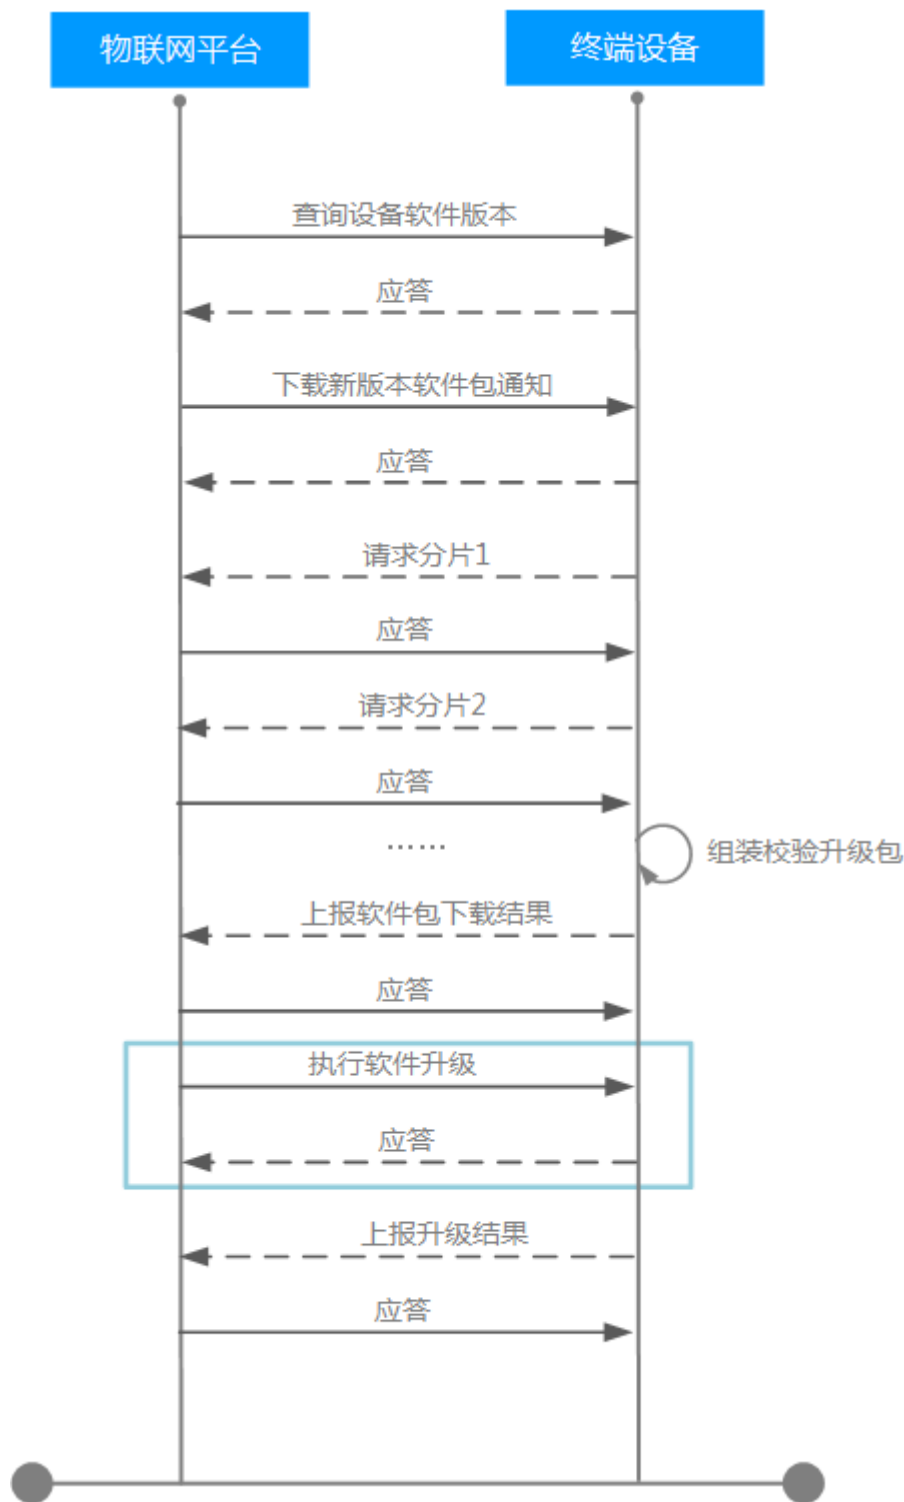 物联网平台
终端设备
查询设备软件版本
应答
下载新版本软件包通知
应答
请求分片1
应答
请求分片2
应答
......
组装校验升级包
上报软件包下载结果
应答
执行软件升级
应答
上报升级结果
应答